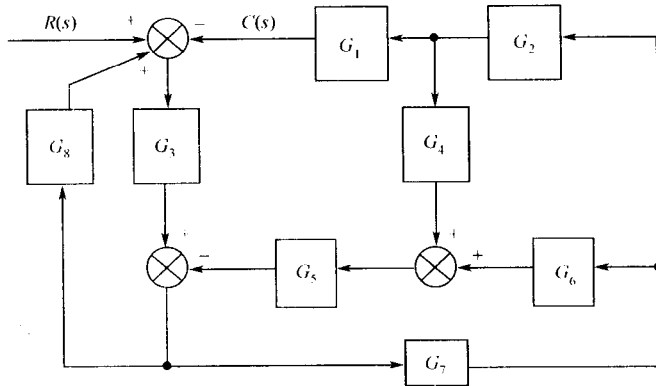 R(s)
+
−
C(s)
+
G₁
G₂
G₈
G₃
G₄
+
−
+
+
G₅
G₆
G₇